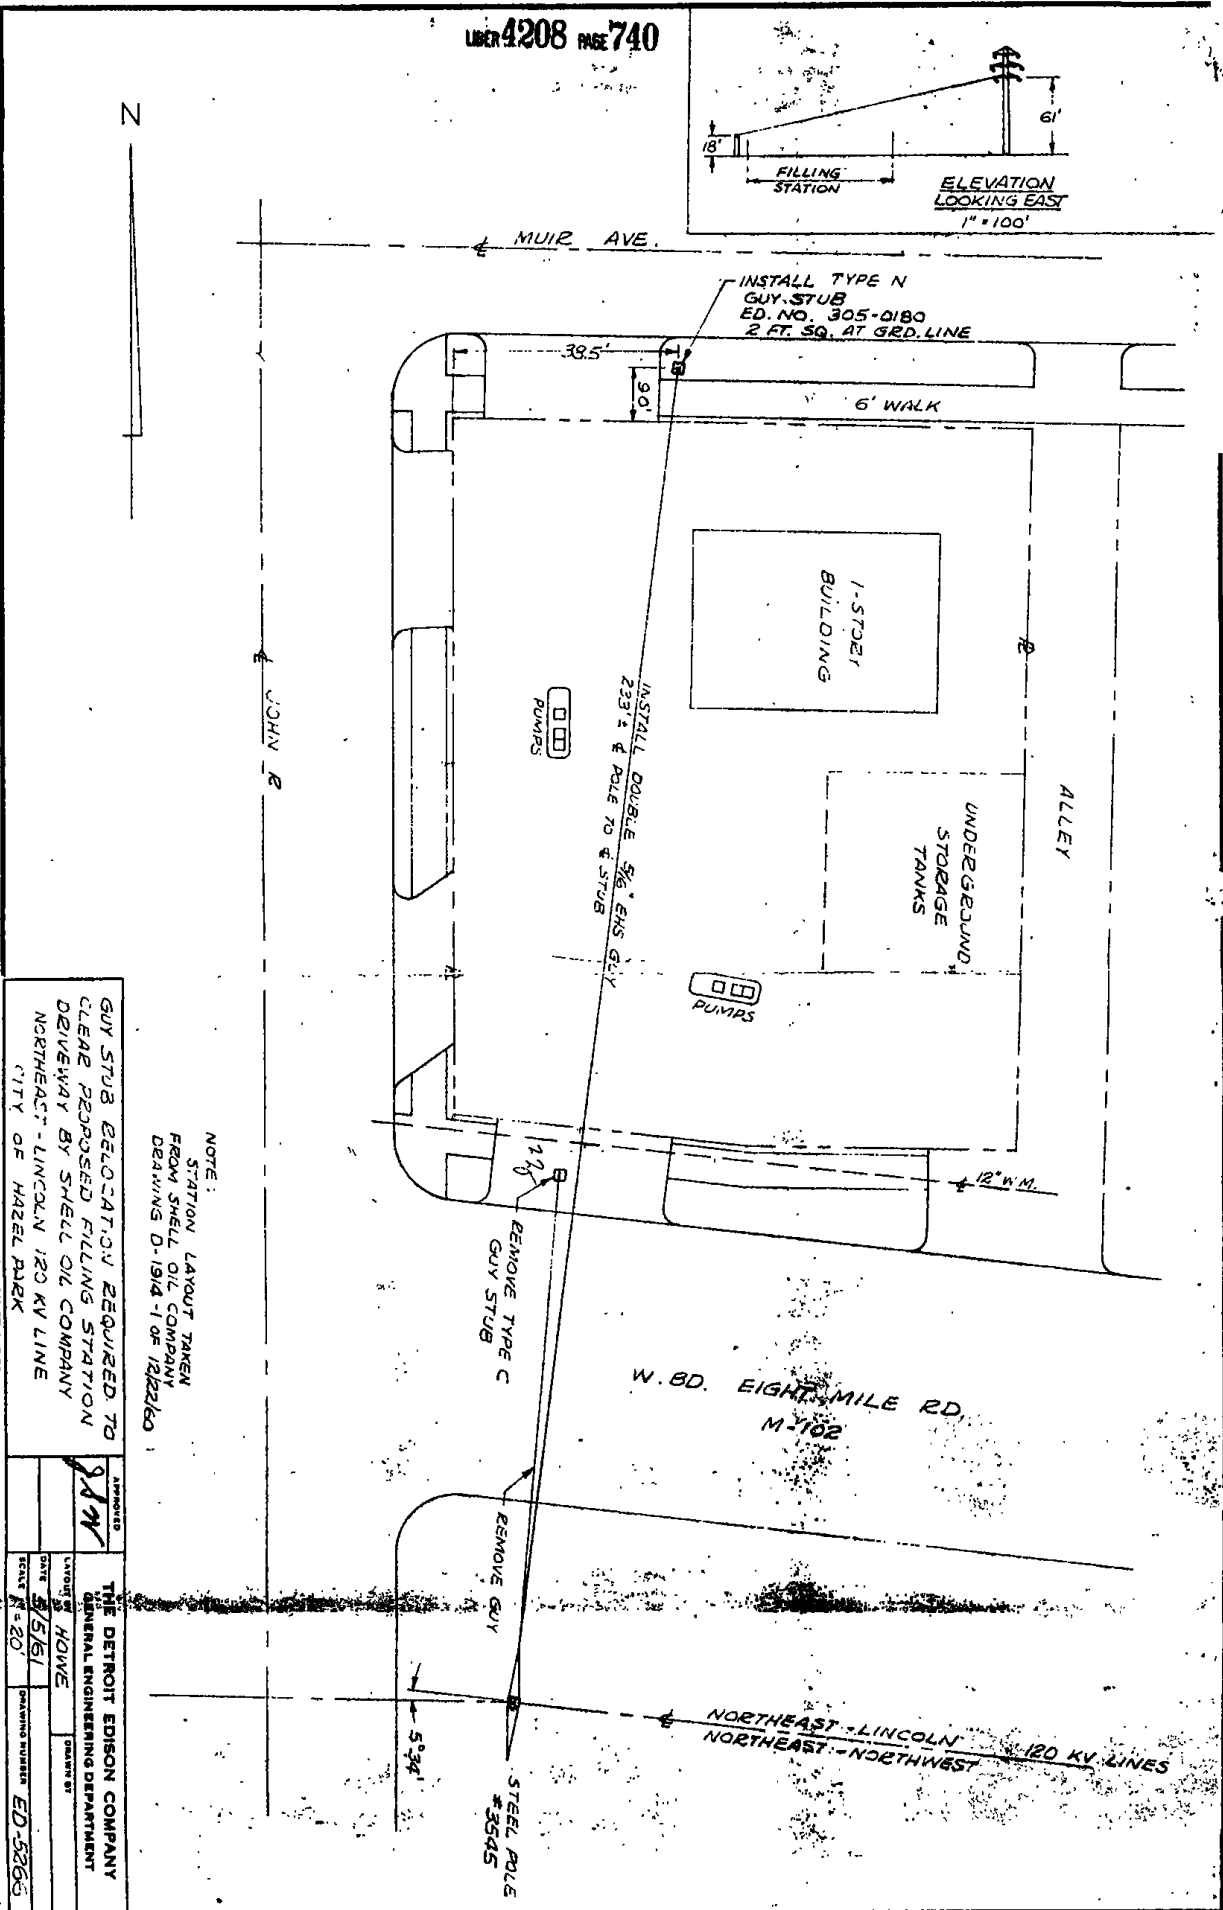 LIBER 4208 PAGE 740
N
61'
18'
FILLING
STATION
ELEVATION
LOOKING EAST
1" = 100'
MUIR AVE.
INSTALL TYPE N
GUY STUB
ED. NO. 305-0180
2 FT. SQ. AT GRD. LINE
38.5'
9.0'
6' WALK
1-STORY
BUILDING
ALLEY
UNDERGROUND
STORAGE
TANKS
PUMPS
INSTALL DOUBLE 5/16" EHS GUY
233' ± ℄ POLE TO ℄ STUB
PUMPS
℄ JOHN R
12" W.M.
REMOVE TYPE C
GUY STUB
W. BD. EIGHT MILE RD.
M-102
REMOVE GUY
NORTHEAST - LINCOLN
NORTHEAST - NORTHWEST
120 KV. LINES
5°34'
STEEL POLE
#3545
NOTE:
STATION LAYOUT TAKEN
FROM SHELL OIL COMPANY
DRAWING D-1914-1 OF 12/22/60
GUY STUB RELOCATION REQUIRED TO
CLEAR PROPOSED FILLING STATION
DRIVEWAY BY SHELL OIL COMPANY
NORTHEAST - LINCOLN 120 KV LINE
CITY OF HAZEL PARK
APPROVED
THE DETROIT EDISON COMPANY
GENERAL ENGINEERING DEPARTMENT
LAYOUT BY HOWE
DRAWN BY
DATE 5/5/61
SCALE 1" = 20'
DRAWING NUMBER ED-5266